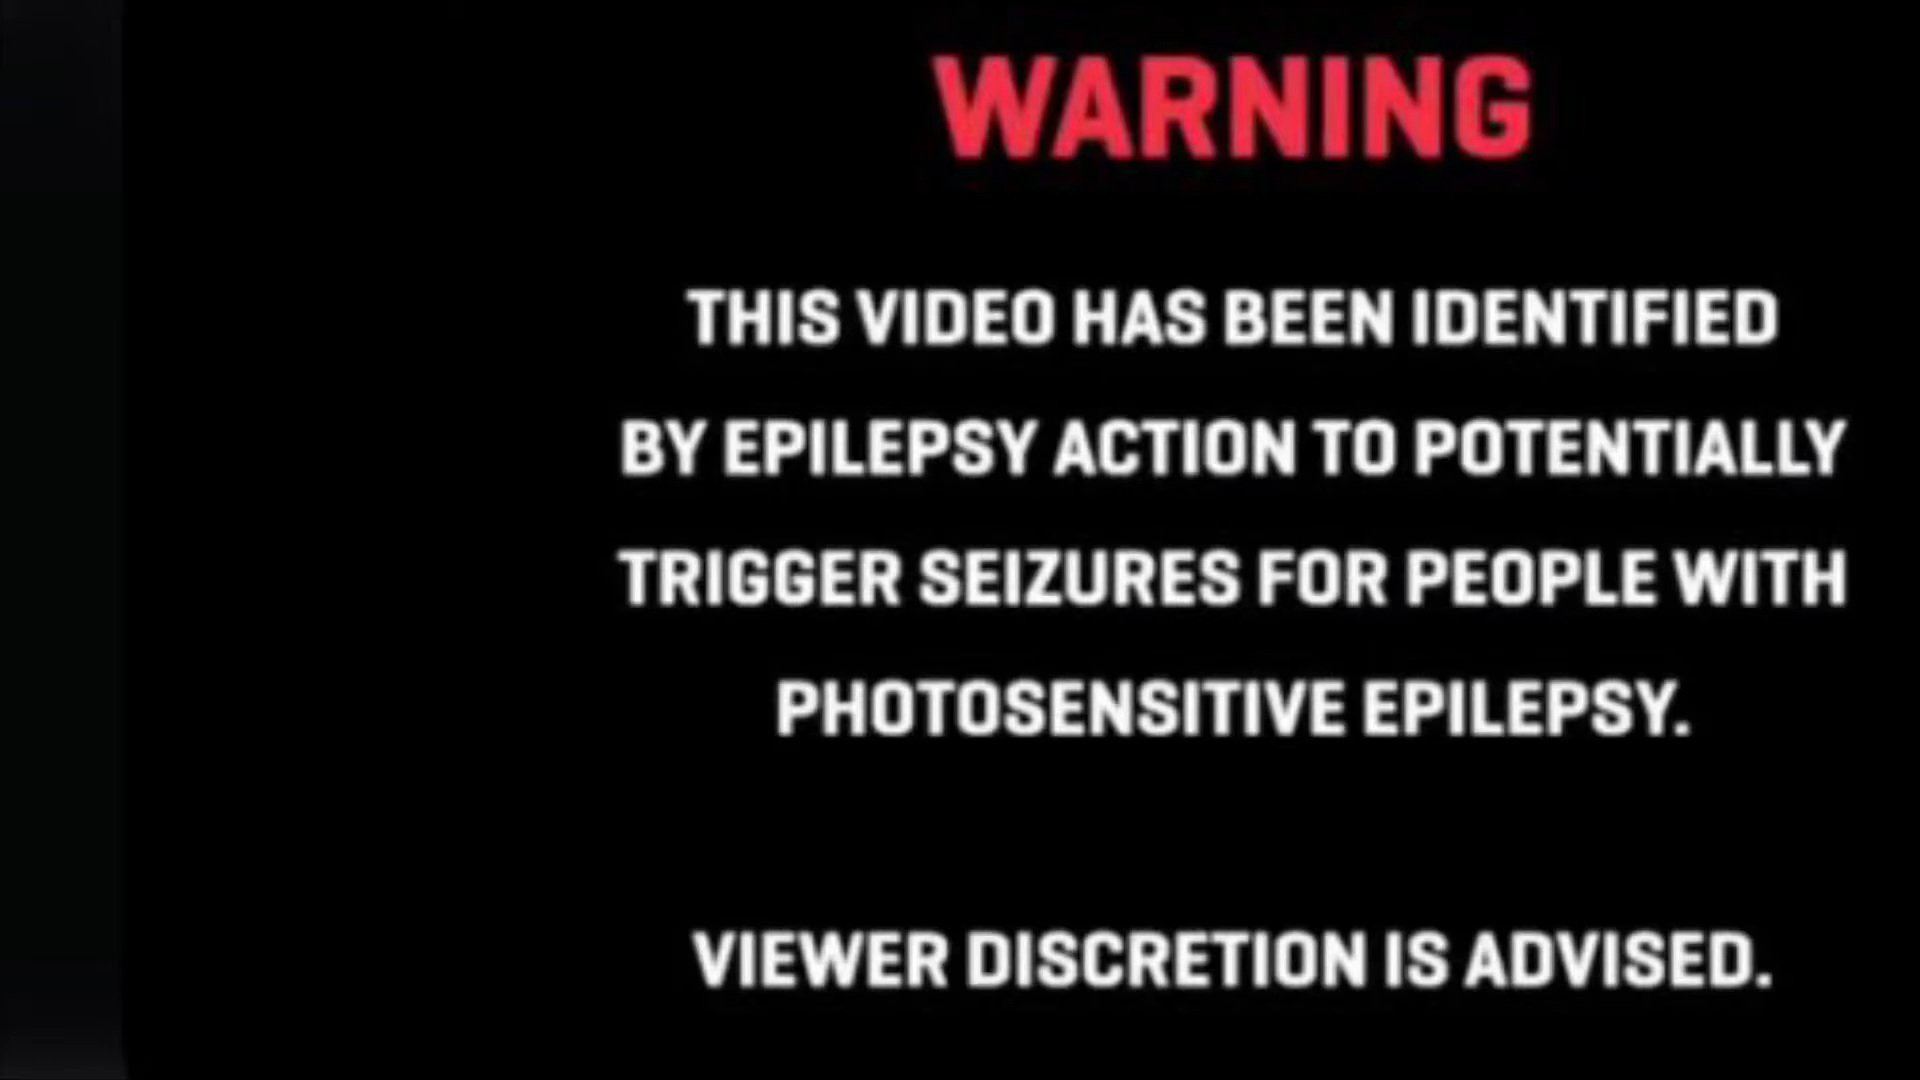 WARNING
THIS VIDEO HAS BEEN IDENTIFIED
BY EPILEPSY ACTION TO POTENTIALLY
TRIGGER SEIZURES FOR PEOPLE WITH
PHOTOSENSITIVE EPILEPSY.
VIEWER DISCRETION IS ADVISED.